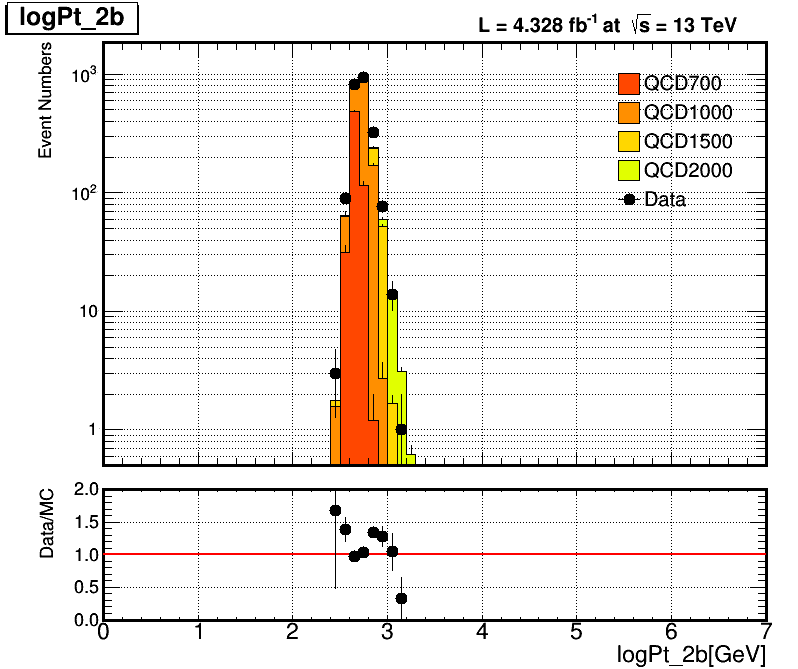 logPt_2b
L = 4.328 fb⁻¹ at √s = 13 TeV
Event Numbers
10³
10²
10
1
QCD700
QCD1000
QCD1500
QCD2000
Data
Data/MC
2.0
1.5
1.0
0.5
0.0
0 1 2 3 4 5 6 7
logPt_2b[GeV]